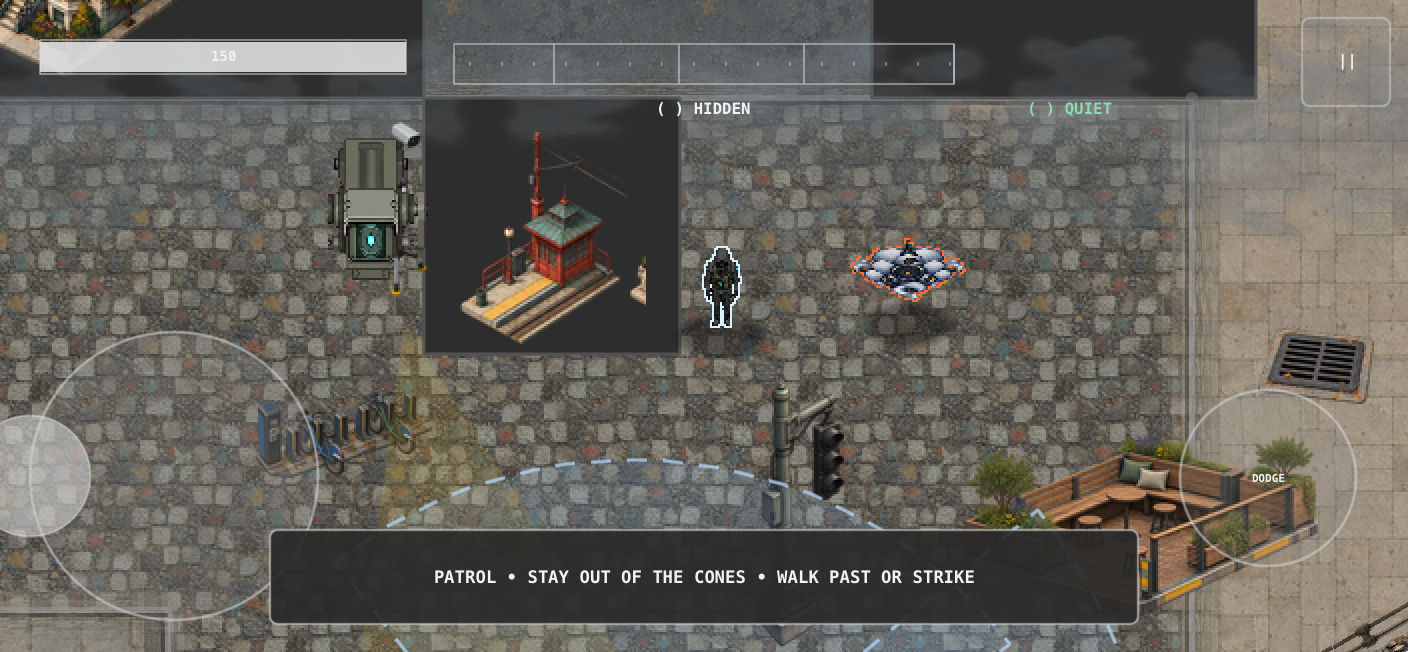 150
( ) HIDDEN
( ) QUIET
DODGE
PATROL • STAY OUT OF THE CONES • WALK PAST OR STRIKE